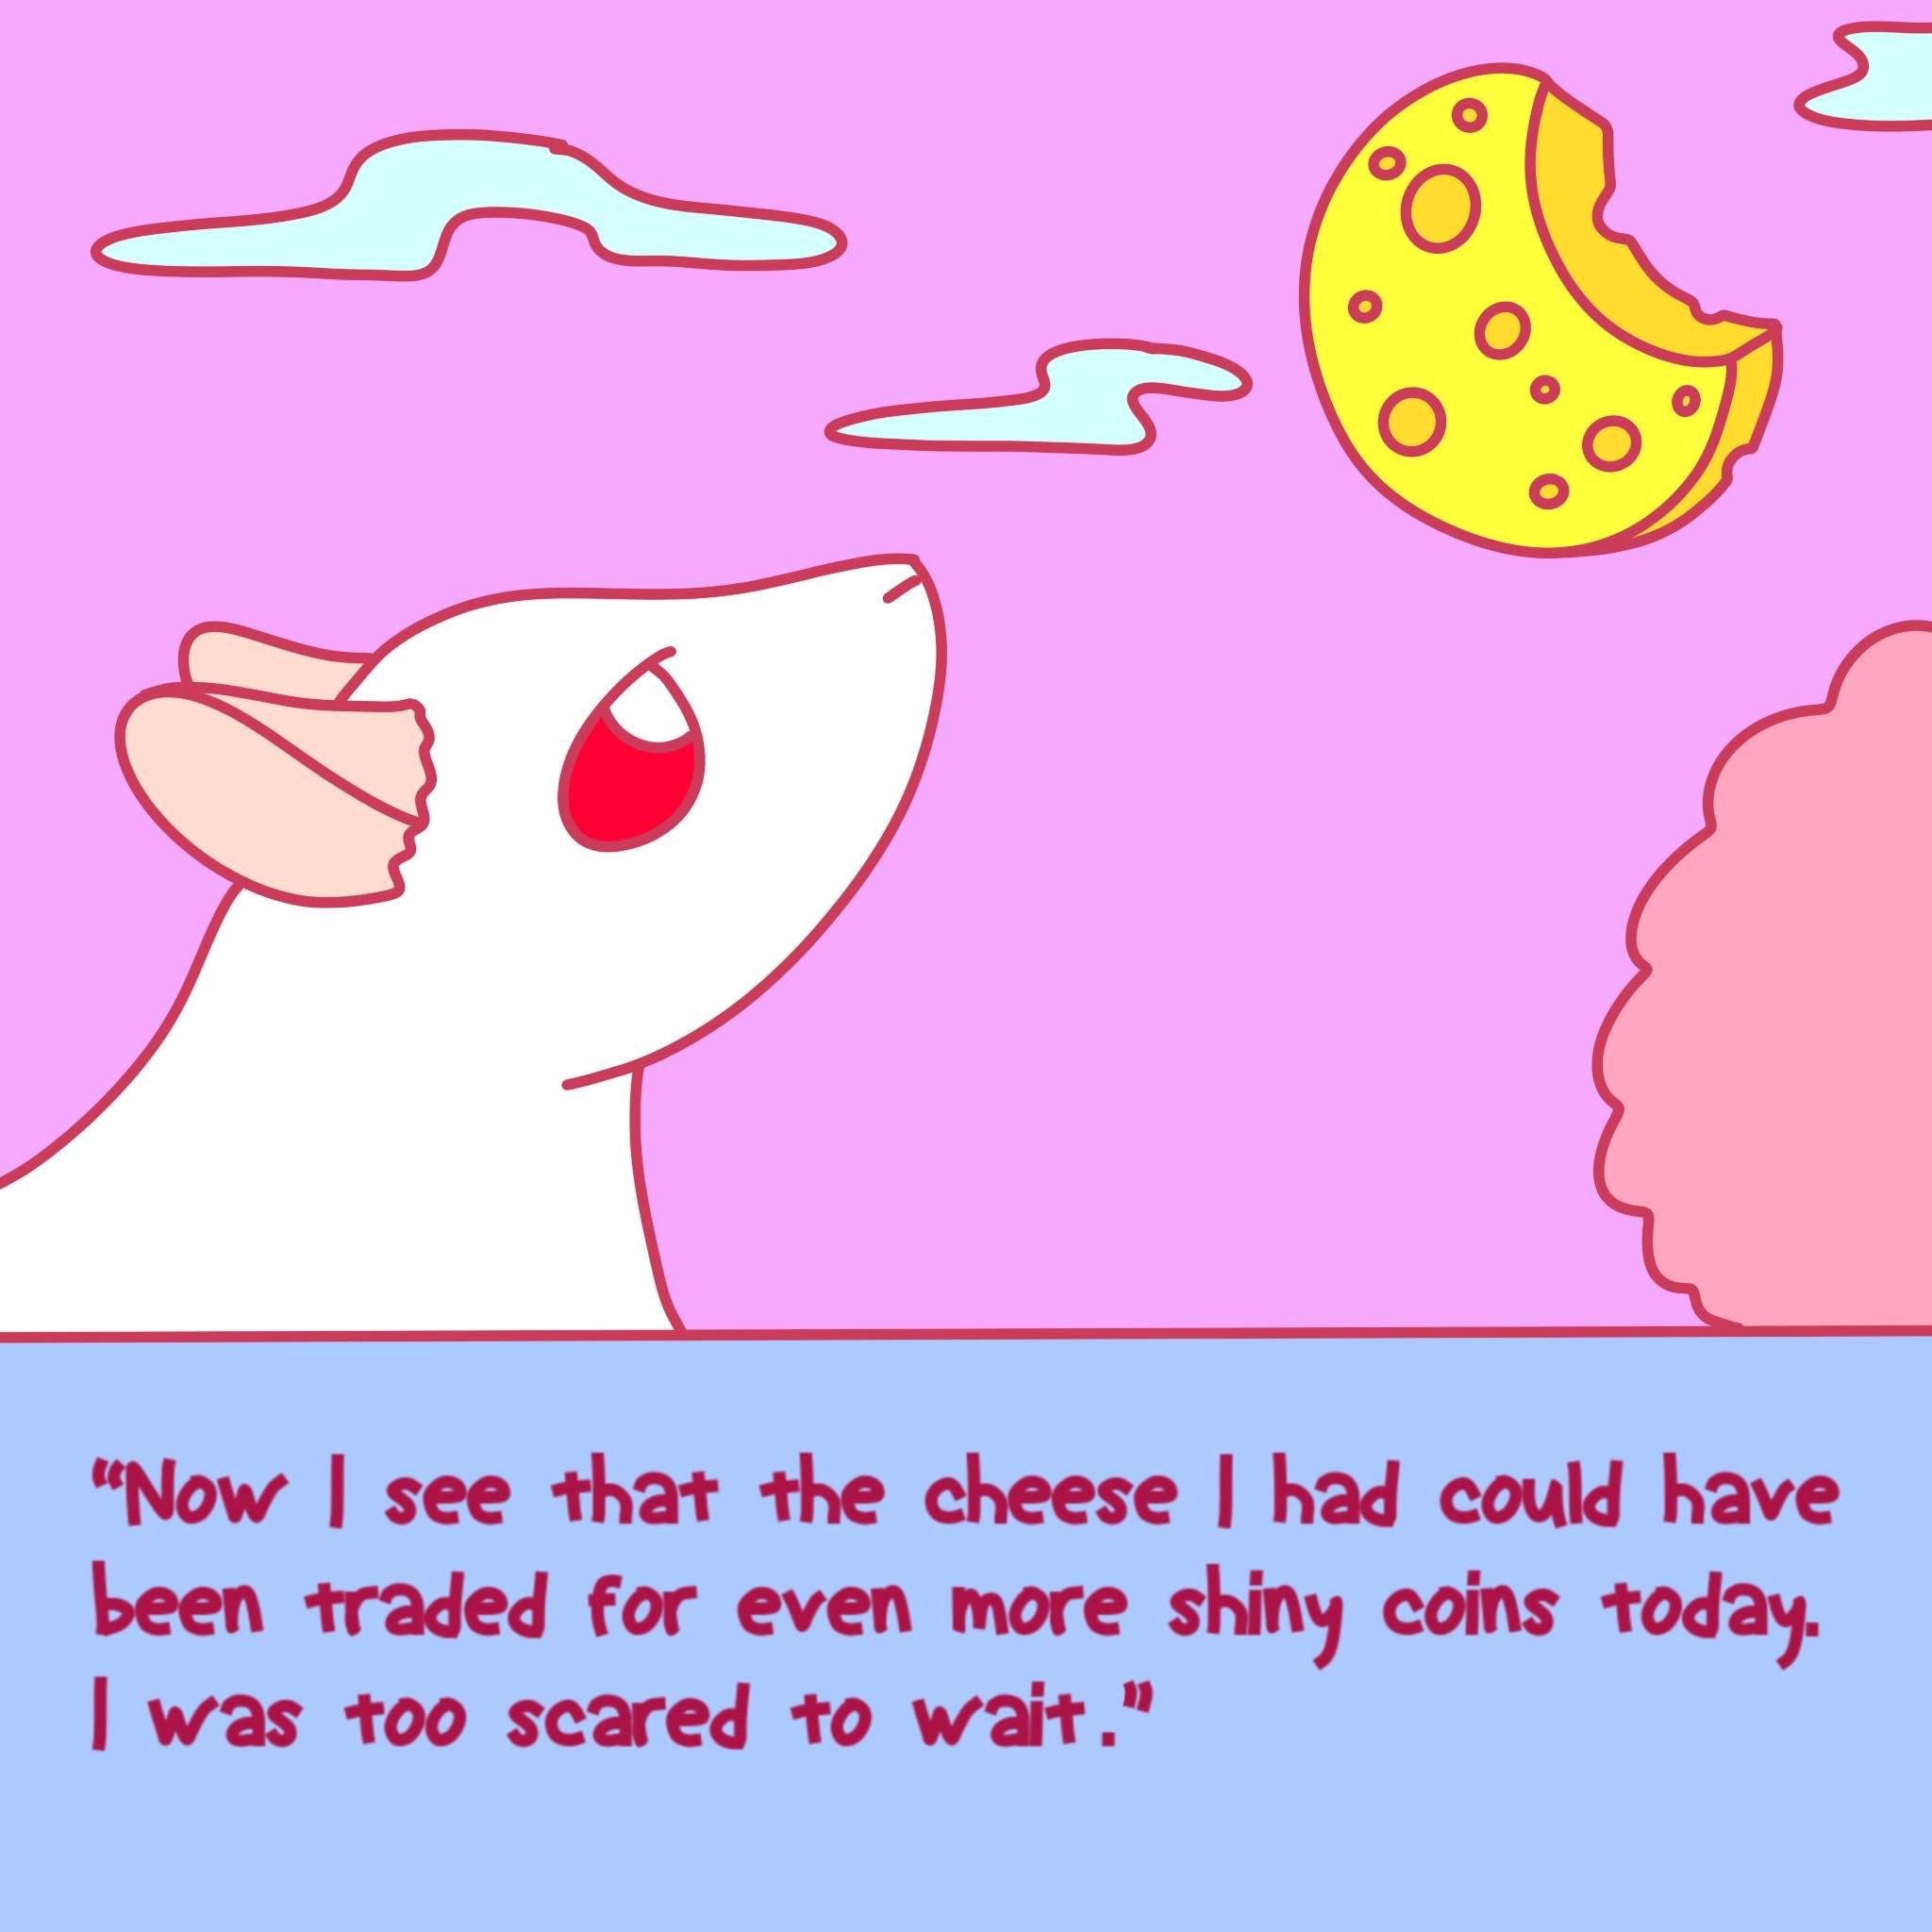 “Now I see that the cheese I had could have
been traded for even more shiny coins today.
I was too scared to wait.”